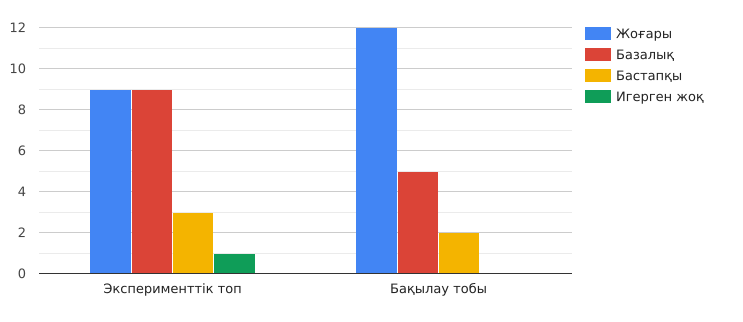 12
10
8
6
4
2
0
Эксперименттік топ
Бақылау тобы
Жоғары
Базалық
Бастапқы
Игерген жоқ